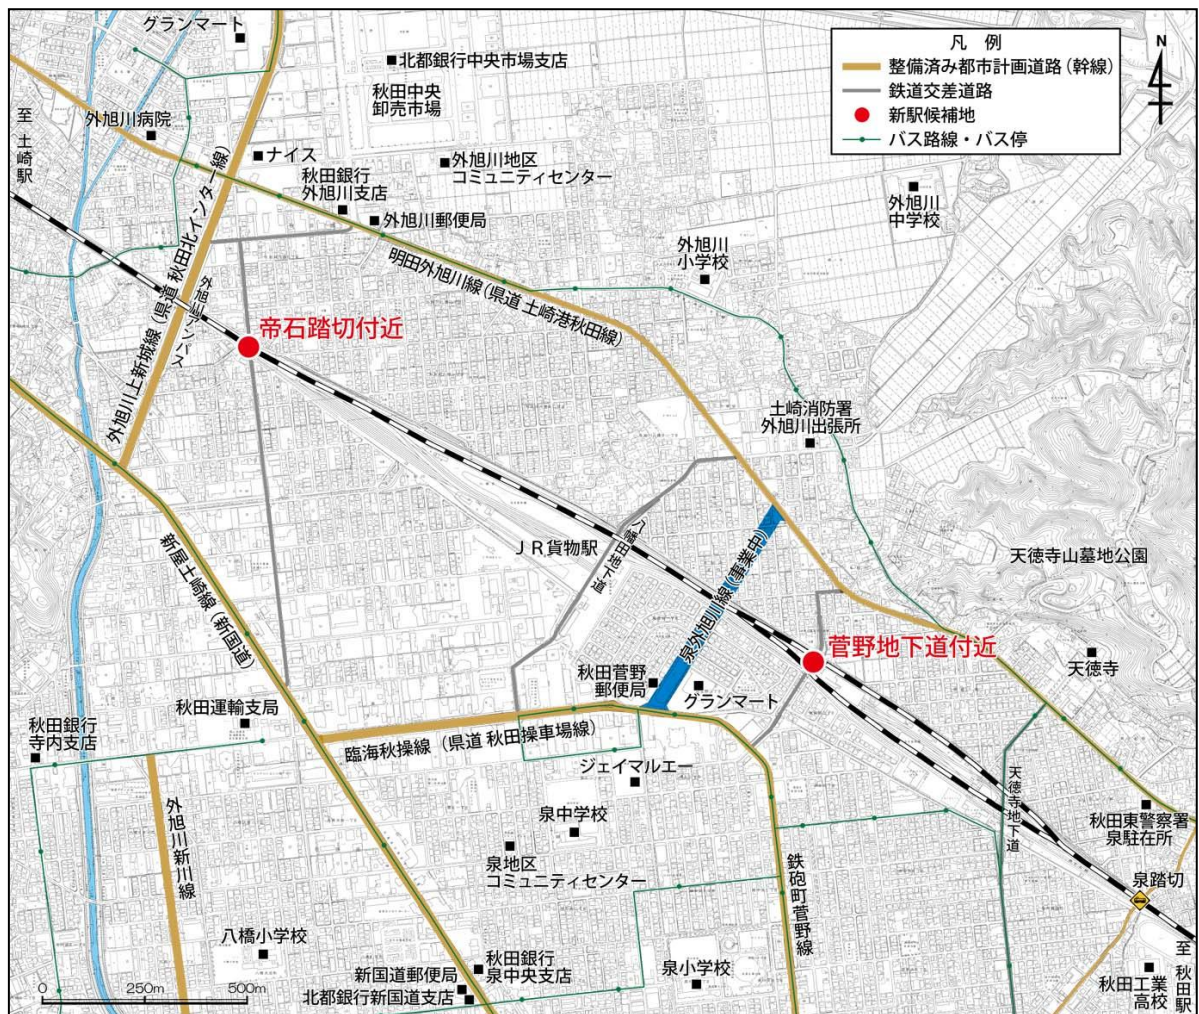 グランマート
北都銀行中央市場支店
秋田中央
卸売市場
凡 例
整備済み都市計画道路(幹線)
鉄道交差道路
新駅候補地
バス路線・バス停
N
至 土崎駅
外旭川病院
ナイス
秋田銀行
外旭川支店
外旭川地区
コミュニティセンター
外旭川郵便局
外旭川
中学校
外旭川
小学校
外旭川上新城線(県道 秋田北インター線)
外旭川アンパス
明田外旭川線(県道 土崎港秋田線)
帝石踏切付近
土崎消防署
外旭川出張所
JR貨物駅
八幡田地下道
泉外旭川線(事業中)
天徳寺山墓地公園
新屋土崎線(新国道)
菅野地下道付近
天徳寺
秋田菅野
郵便局
グランマート
秋田運輸支局
秋田銀行
寺内支店
臨海秋操線(県道 秋田操車場線)
ジェイマルエー
天徳寺地下道
外旭川新川線
泉中学校
泉地区
コミュニティセンター
鉄砲町菅野線
秋田東警察署
泉駐在所
泉踏切
八橋小学校
秋田銀行
泉中央支店
新国道郵便局
北都銀行新国道支店
泉小学校
秋田工業
高校
至 秋田駅
0 250m 500m